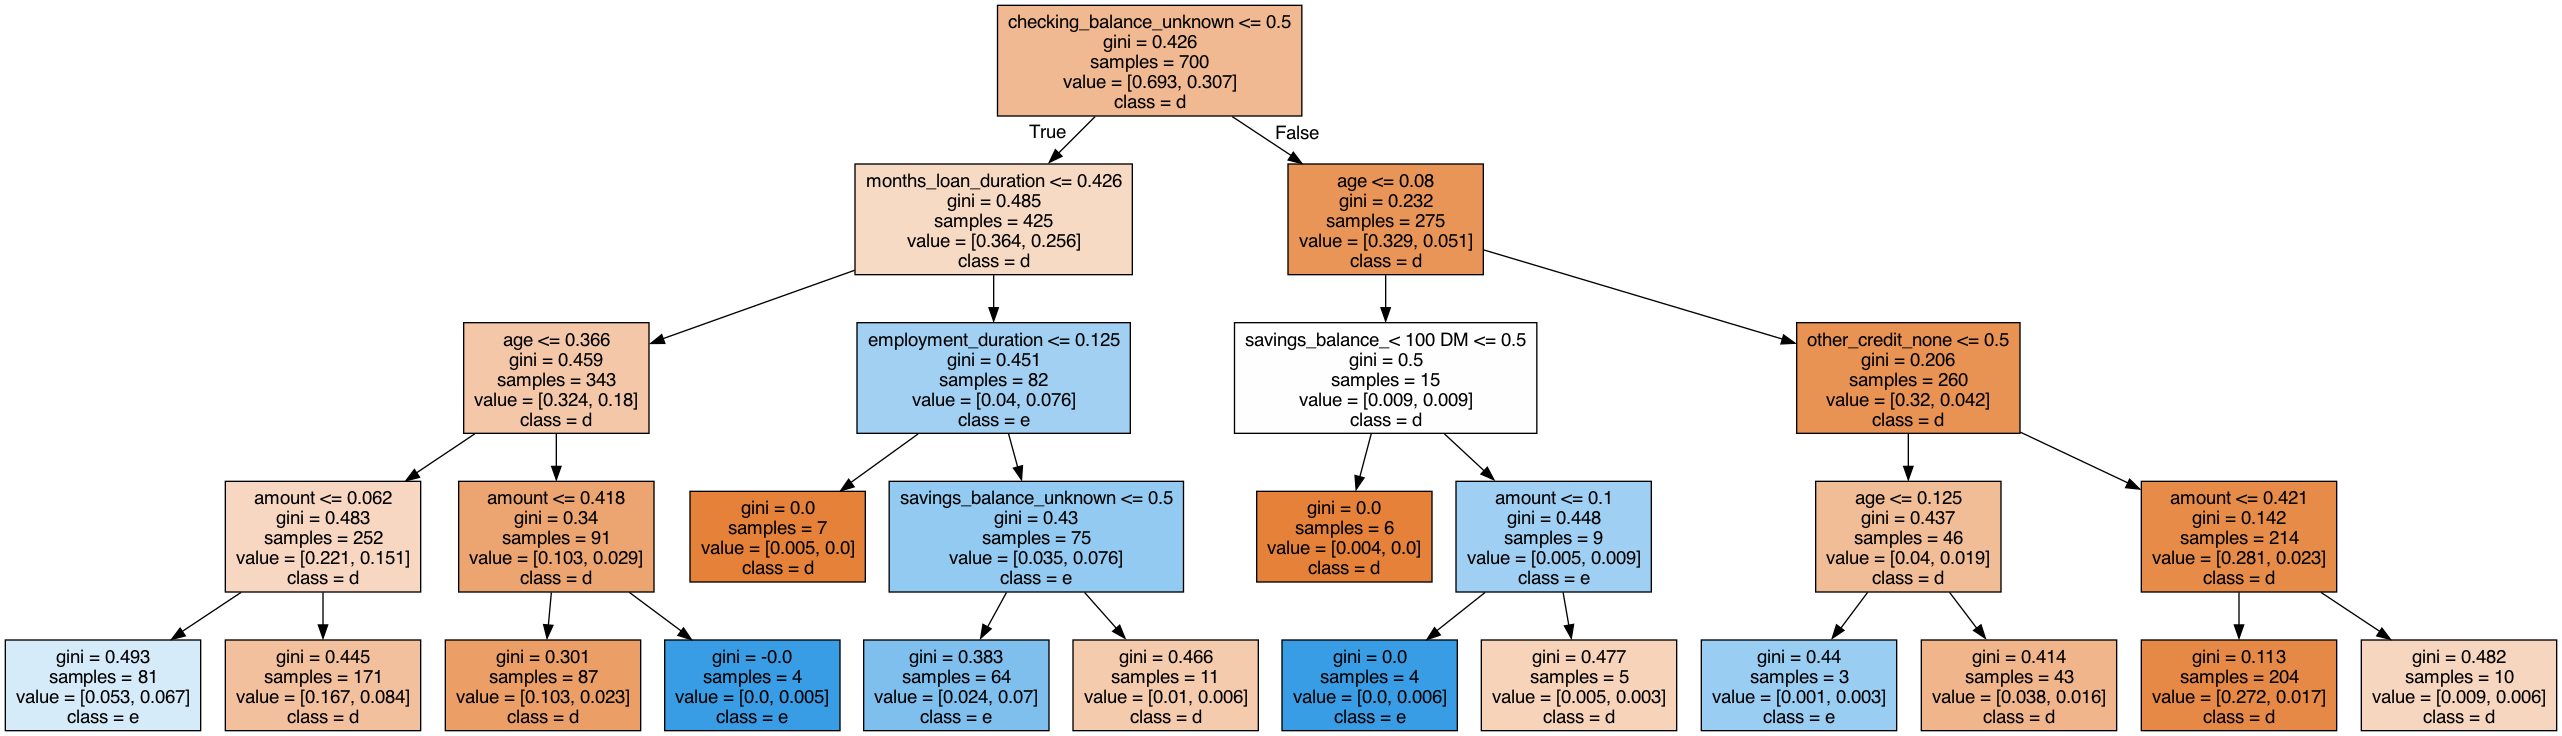 checking_balance_unknown <= 0.5
gini = 0.426
samples = 700
value = [0.693, 0.307]
class = d
True
False
months_loan_duration <= 0.426
gini = 0.485
samples = 425
value = [0.364, 0.256]
class = d
age <= 0.08
gini = 0.232
samples = 275
value = [0.329, 0.051]
class = d
age <= 0.366
gini = 0.459
samples = 343
value = [0.324, 0.18]
class = d
employment_duration <= 0.125
gini = 0.451
samples = 82
value = [0.04, 0.076]
class = e
savings_balance_< 100 DM <= 0.5
gini = 0.5
samples = 15
value = [0.009, 0.009]
class = d
other_credit_none <= 0.5
gini = 0.206
samples = 260
value = [0.32, 0.042]
class = d
amount <= 0.062
gini = 0.483
samples = 252
value = [0.221, 0.151]
class = d
amount <= 0.418
gini = 0.34
samples = 91
value = [0.103, 0.029]
class = d
gini = 0.0
samples = 7
value = [0.005, 0.0]
class = d
savings_balance_unknown <= 0.5
gini = 0.43
samples = 75
value = [0.035, 0.076]
class = e
gini = 0.0
samples = 6
value = [0.004, 0.0]
class = d
amount <= 0.1
gini = 0.448
samples = 9
value = [0.005, 0.009]
class = e
age <= 0.125
gini = 0.437
samples = 46
value = [0.04, 0.019]
class = d
amount <= 0.421
gini = 0.142
samples = 214
value = [0.281, 0.023]
class = d
gini = 0.493
samples = 81
value = [0.053, 0.067]
class = e
gini = 0.445
samples = 171
value = [0.167, 0.084]
class = d
gini = 0.301
samples = 87
value = [0.103, 0.023]
class = d
gini = -0.0
samples = 4
value = [0.0, 0.005]
class = e
gini = 0.383
samples = 64
value = [0.024, 0.07]
class = e
gini = 0.466
samples = 11
value = [0.01, 0.006]
class = d
gini = 0.0
samples = 4
value = [0.0, 0.006]
class = e
gini = 0.477
samples = 5
value = [0.005, 0.003]
class = d
gini = 0.44
samples = 3
value = [0.001, 0.003]
class = e
gini = 0.414
samples = 43
value = [0.038, 0.016]
class = d
gini = 0.113
samples = 204
value = [0.272, 0.017]
class = d
gini = 0.482
samples = 10
value = [0.009, 0.006]
class = d